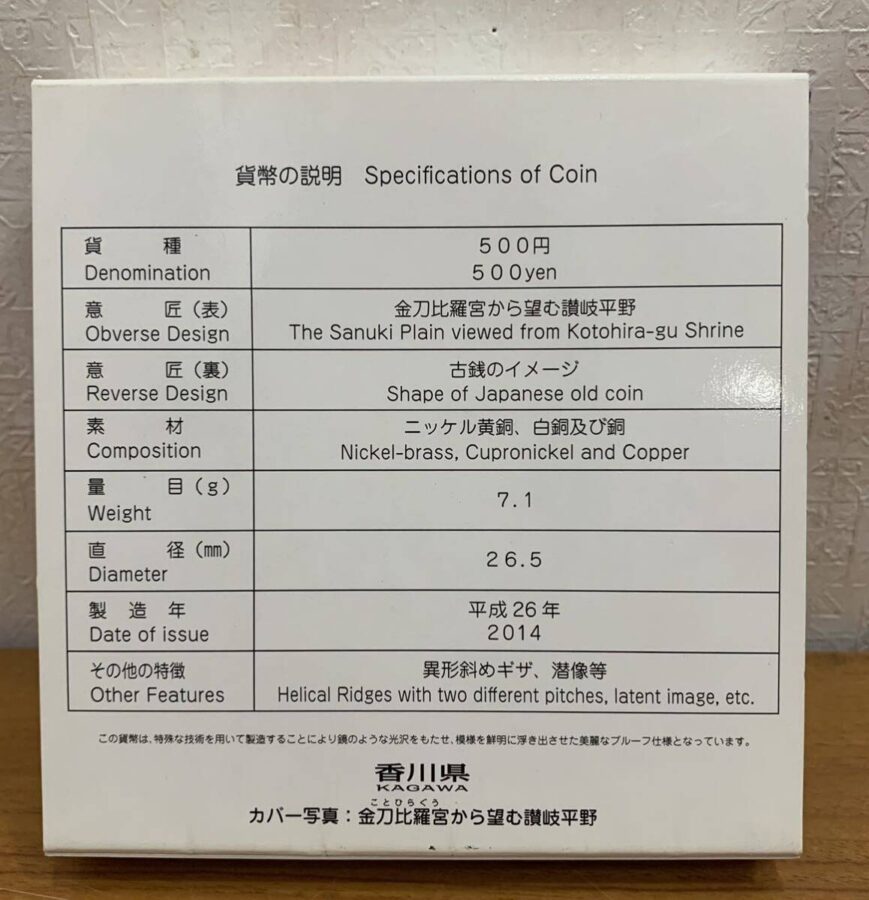 貨幣の説明 Specifications of Coin
貨 種
Denomination
500円
500yen
意 匠（表）
Obverse Design
金刀比羅宮から望む讃岐平野
The Sanuki Plain viewed from Kotohira-gu Shrine
意 匠（裏）
Reverse Design
古銭のイメージ
Shape of Japanese old coin
素 材
Composition
ニッケル黄銅、白銅及び銅
Nickel-brass, Cupronickel and Copper
量 目（g）
Weight
7.1
直 径（mm）
Diameter
26.5
製 造 年
Date of issue
平成26年
2014
その他の特徴
Other Features
異形斜めギザ、潜像等
Helical Ridges with two different pitches, latent image, etc.
この貨幣は、特殊な技術を用いて製造することにより鏡のような光沢をもたせ、模様を鮮明に浮き出させた美麗なプルーフ仕様となっています。
香川県
KAGAWA
ことひらぐう
カバー写真：金刀比羅宮から望む讃岐平野